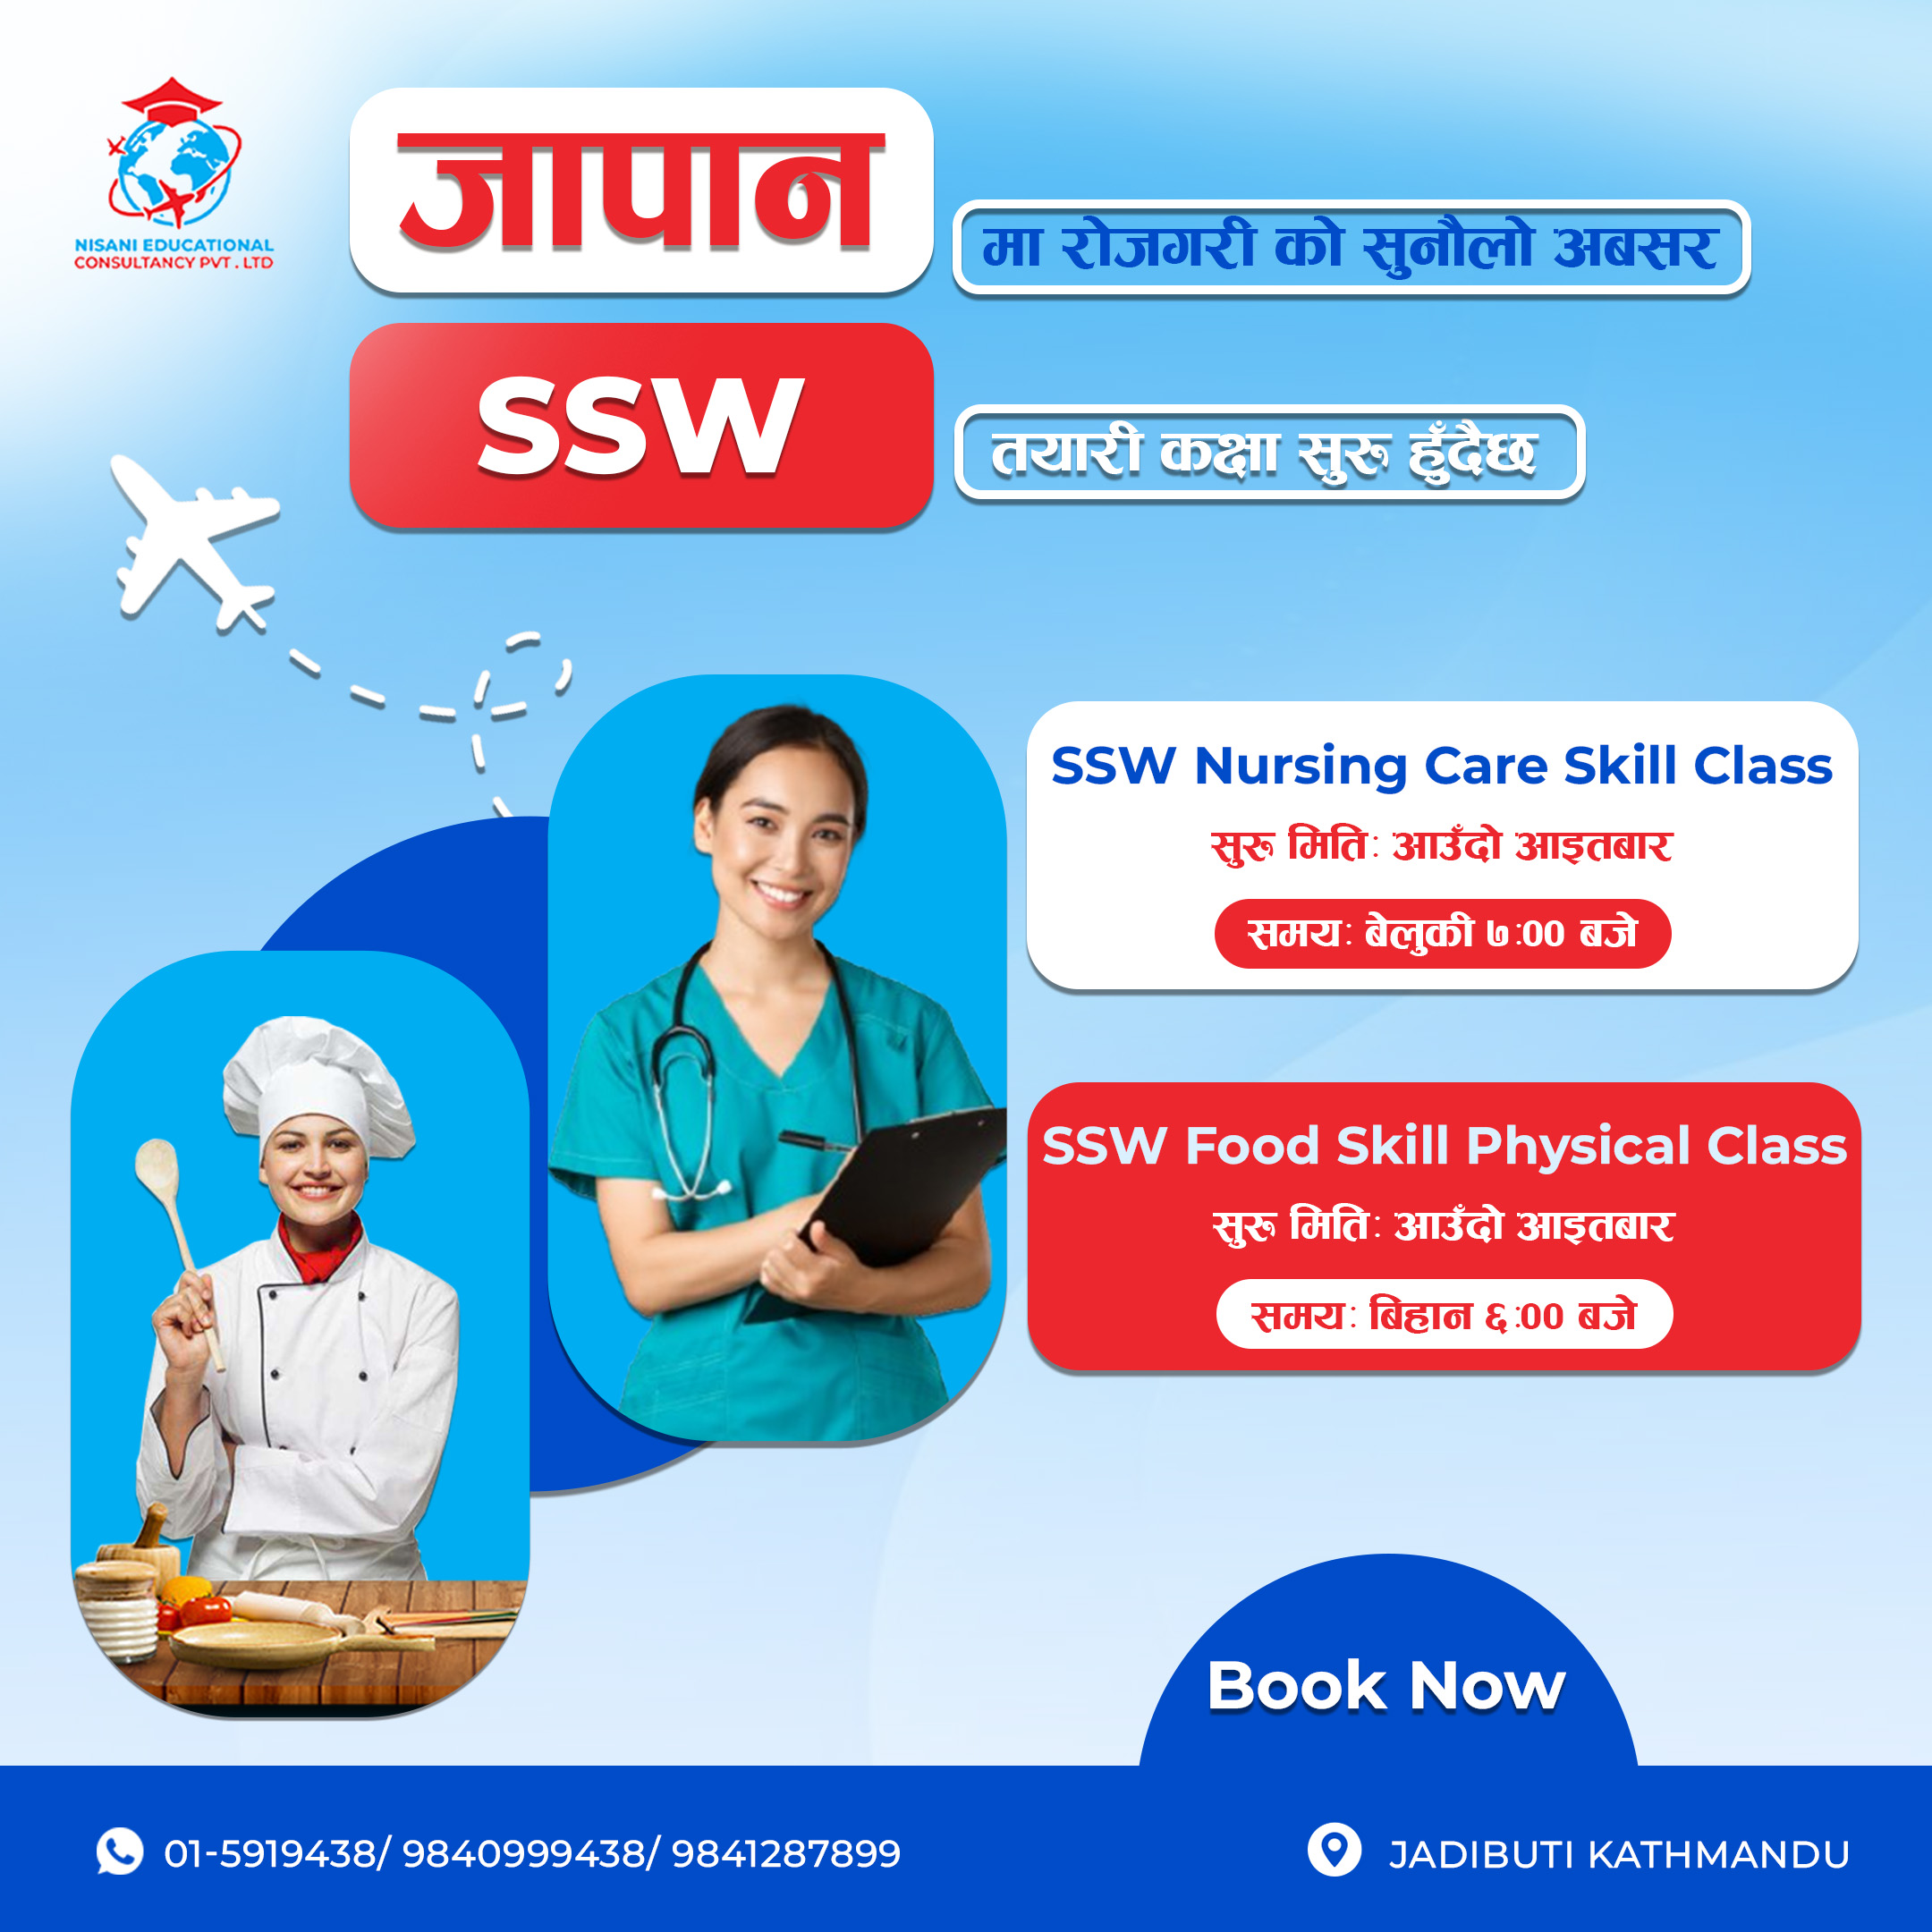 NISANI EDUCATIONAL
CONSULTANCY PVT . LTD
जापान
मा रोजगरी को सुनौलो अबसर
SSW
तयारी कक्षा सुरु हुँदैछ
SSW Nursing Care Skill Class
सुरू मितिः आउँदो आइतबार
समयः बेलुकी ७:०० बजे
SSW Food Skill Physical Class
सुरू मितिः आउँदो आइतबार
समयः बिहान ६:०० बजे
Book Now
01-5919438/ 9840999438/ 9841287899
JADIBUTI KATHMANDU